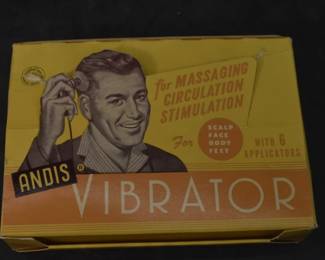 for MASSAGING
CIRCULATION
STIMULATION
For
SCALP
FACE
BODY
FEET
WITH 6
APPLICATORS
ANDIS ®
VIBRATOR